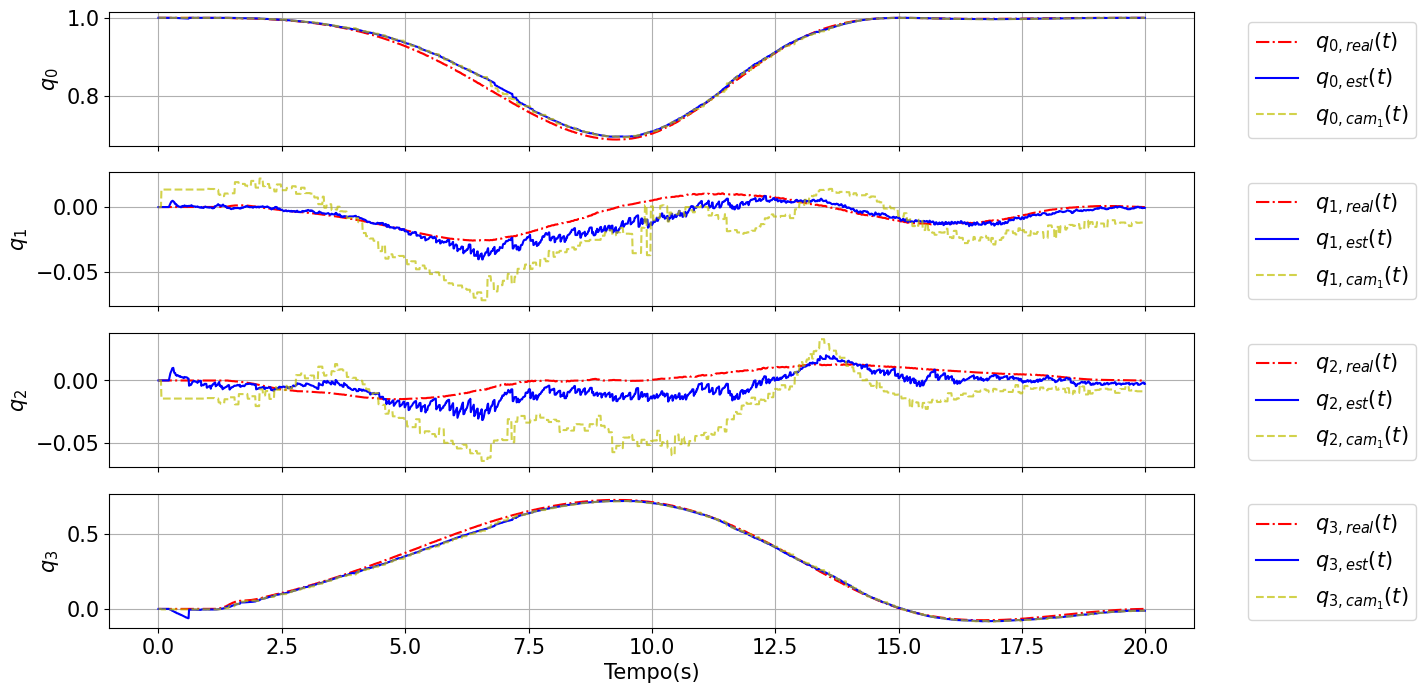 1.0
0.8
q0
q0,real(t)
q0,est(t)
q0,cam1(t)
0.00
−0.05
q1
q1,real(t)
q1,est(t)
q1,cam1(t)
0.00
−0.05
q2
q2,real(t)
q2,est(t)
q2,cam1(t)
0.5
0.0
q3
q3,real(t)
q3,est(t)
q3,cam1(t)
0.0 2.5 5.0 7.5 10.0 12.5 15.0 17.5 20.0
Tempo(s)